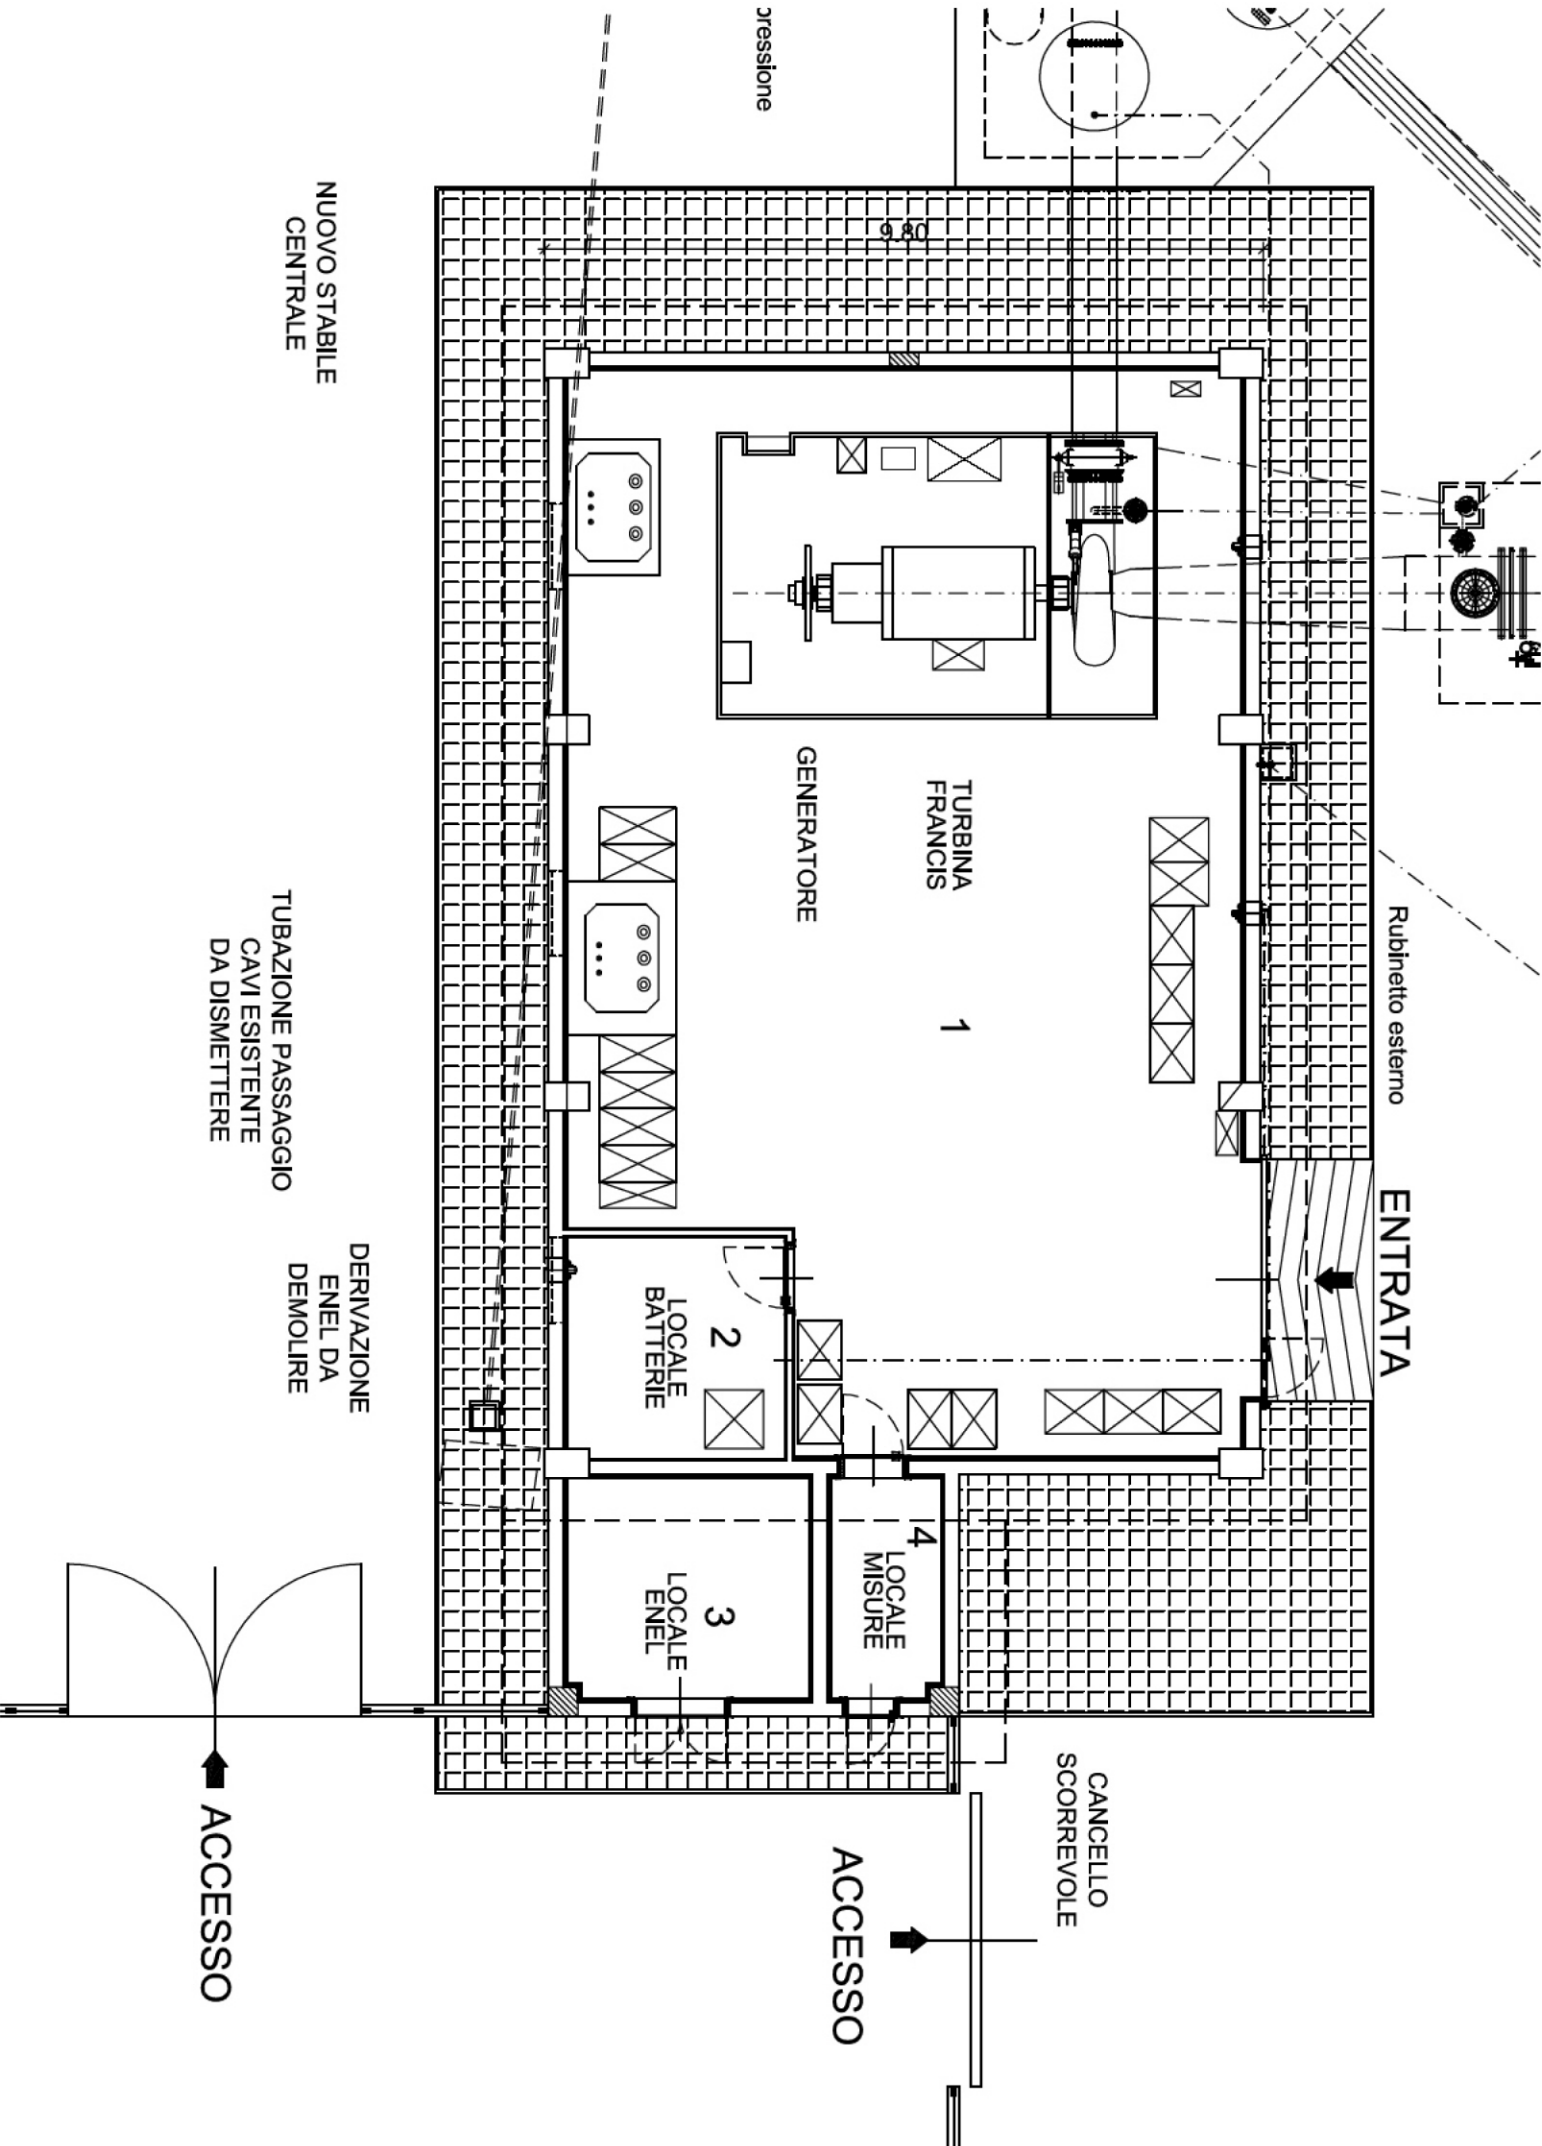 pressione
9.80
NUOVO STABILE
CENTRALE
GENERATORE
TURBINA
FRANCIS
1
Rubinetto esterno
TUBAZIONE PASSAGGIO
CAVI ESISTENTE
DA DISMETTERE
ENTRATA
DERIVAZIONE
ENEL DA
DEMOLIRE
2
LOCALE
BATTERIE
3
LOCALE
ENEL
4
LOCALE
MISURE
CANCELLO
SCORREVOLE
ACCESSO
ACCESSO